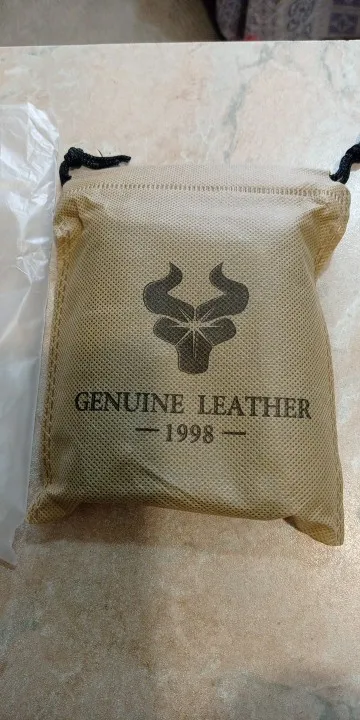 GENUINE LEATHER
— 1998 —